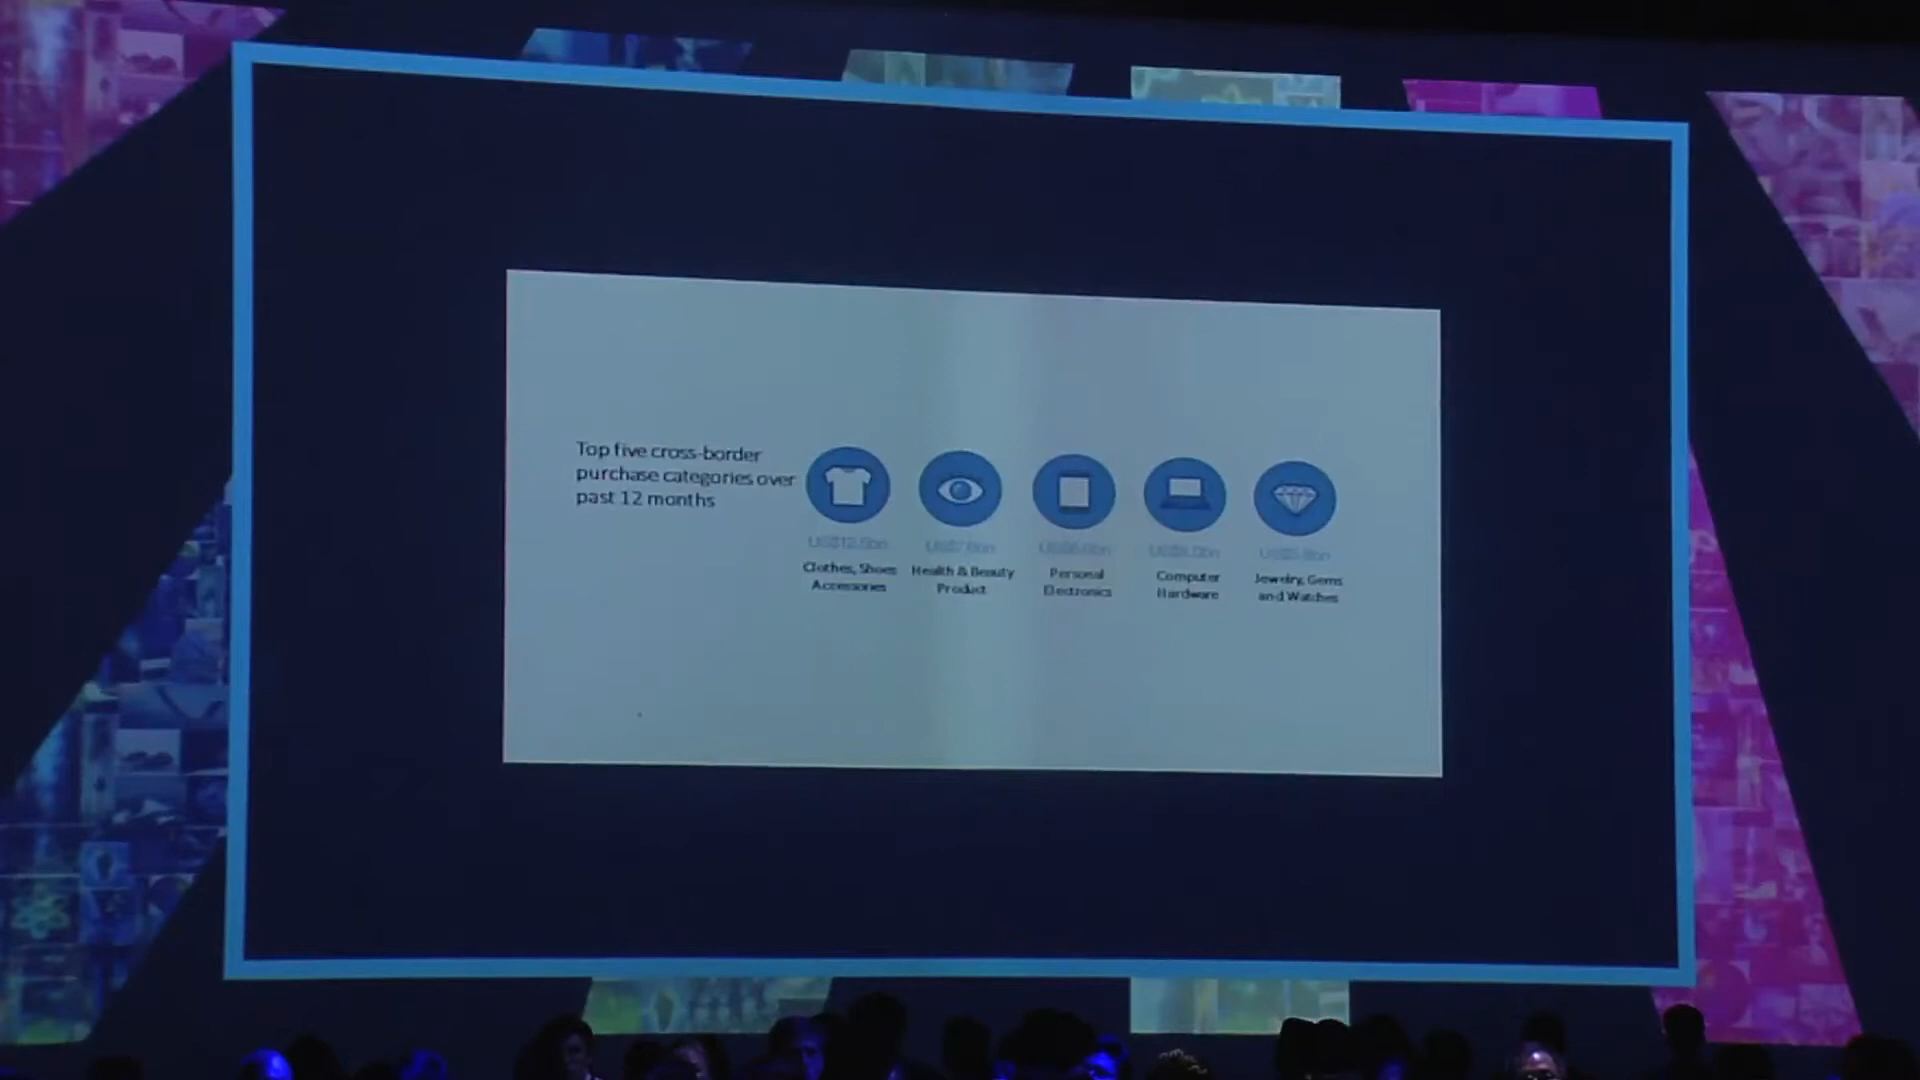 Top five cross-border
purchase categories over
past 12 months
Clothes, Shoes
Accessories
Health & Beauty
Product
Personal
Electronics
Computer
Hardware
Jewelry, Gems
and Watches